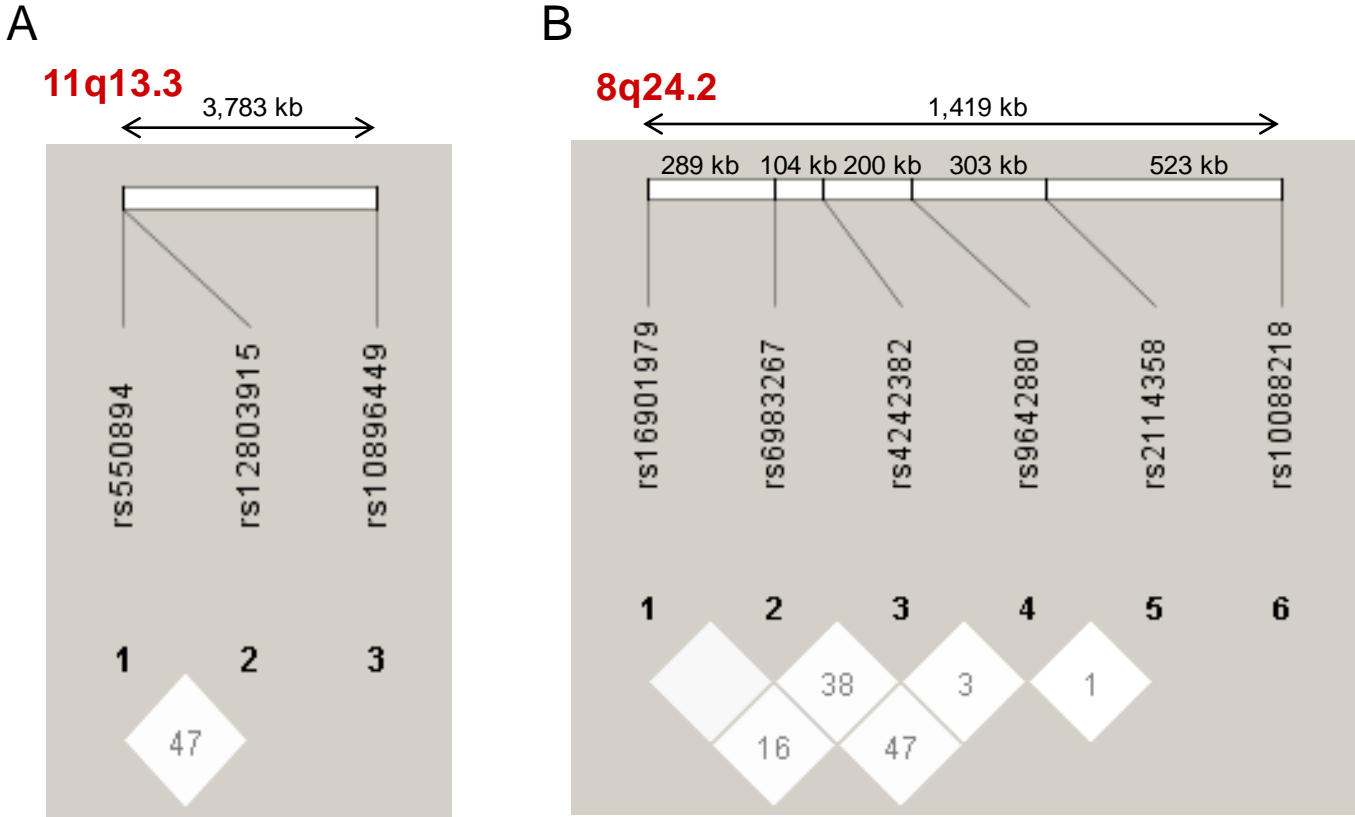 A
11q13.3
3,783 kb
rs550894
rs12803915
rs10896449
1 2 3
47
B
8q24.2
1,419 kb
289 kb 104 kb 200 kb 303 kb 523 kb
rs16901979
rs6983267
rs4242382
rs9642880
rs2114358
rs10088218
1 2 3 4 5 6
38 3 1
16 47